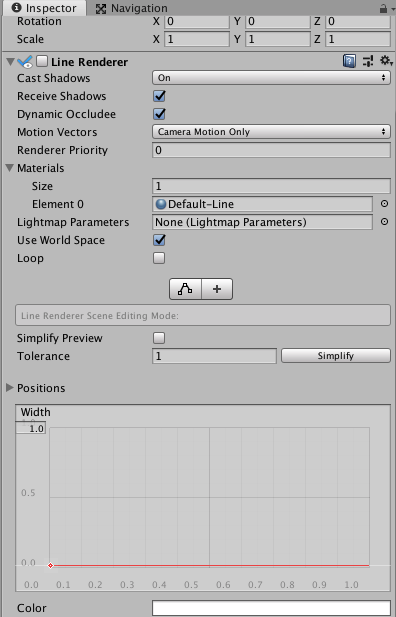 Inspector Navigation
Rotation X 0 Y 0 Z 0
Scale X 1 Y 1 Z 1
Line Renderer
Cast Shadows On
Receive Shadows
Dynamic Occludee
Motion Vectors Camera Motion Only
Renderer Priority 0
Materials
Size 1
Element 0 Default-Line
Lightmap Parameters None (Lightmap Parameters)
Use World Space
Loop
Line Renderer Scene Editing Mode:
Simplify Preview
Tolerance 1 Simplify
Positions
Width
1.0
0.5
0.0
0.0 0.1 0.2 0.3 0.4 0.5 0.6 0.7 0.8 0.9 1.0
Color